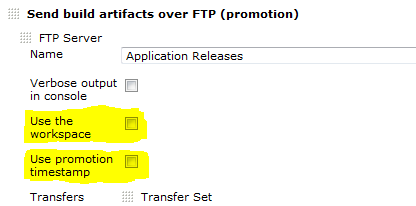 Send build artifacts over FTP (promotion)
FTP Server
Name
Application Releases
Verbose output
in console
Use the
workspace
Use promotion
timestamp
Transfers
Transfer Set